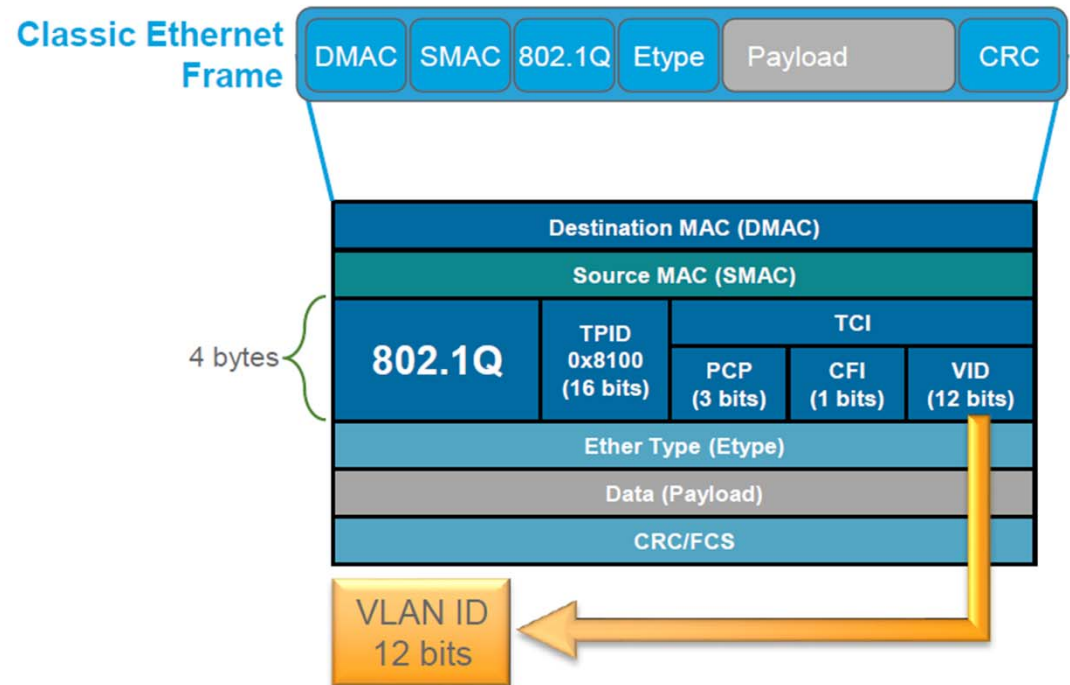 Classic Ethernet
Frame
DMAC SMAC 802.1Q Etype Payload CRC
Destination MAC (DMAC)
Source MAC (SMAC)
4 bytes
802.1Q
TPID
0x8100
(16 bits)
TCI
PCP
(3 bits)
CFI
(1 bits)
VID
(12 bits)
Ether Type (Etype)
Data (Payload)
CRC/FCS
VLAN ID
12 bits